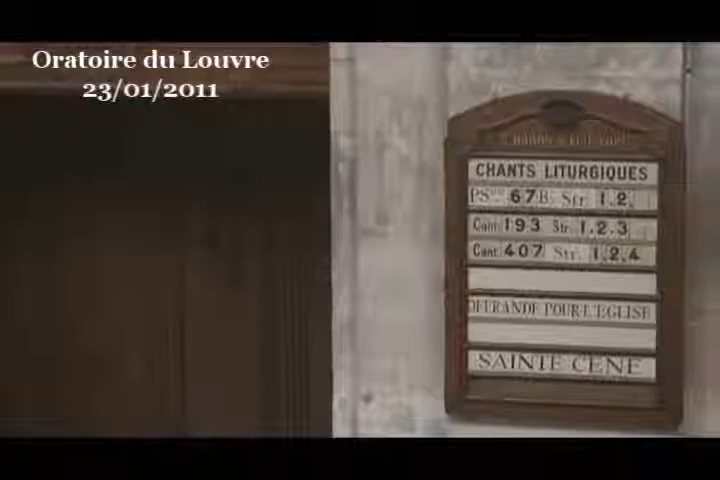 Oratoire du Louvre
23/01/2011
CHANTS LITURGIQUES
PS. 67B. Str. 1.2.
Cant. 193 Str. 1.2.3
Cant. 407 Str. 1.2.4
OFFRANDE POUR L'EGLISE
SAINTE CENE